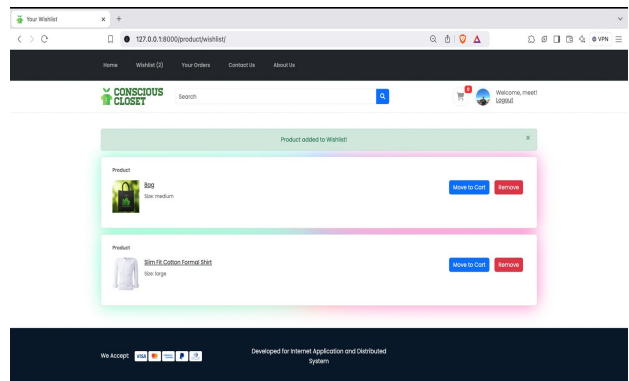 Your Wishlist
127.0.0.1:8000/product/wishlist/
VPN
Home Wishlist (2) Your Orders Contact Us About Us
CONSCIOUS
CLOSET
Search
0
Welcome, meet!
Logout
Product added to Wishlist!
Product
Bag
Size: medium
Move to Cart Remove
Product
Slim Fit Cotton Formal Shirt
Size: large
Move to Cart Remove
We Accept: VISA
Developed for Internet Application and Distributed
System